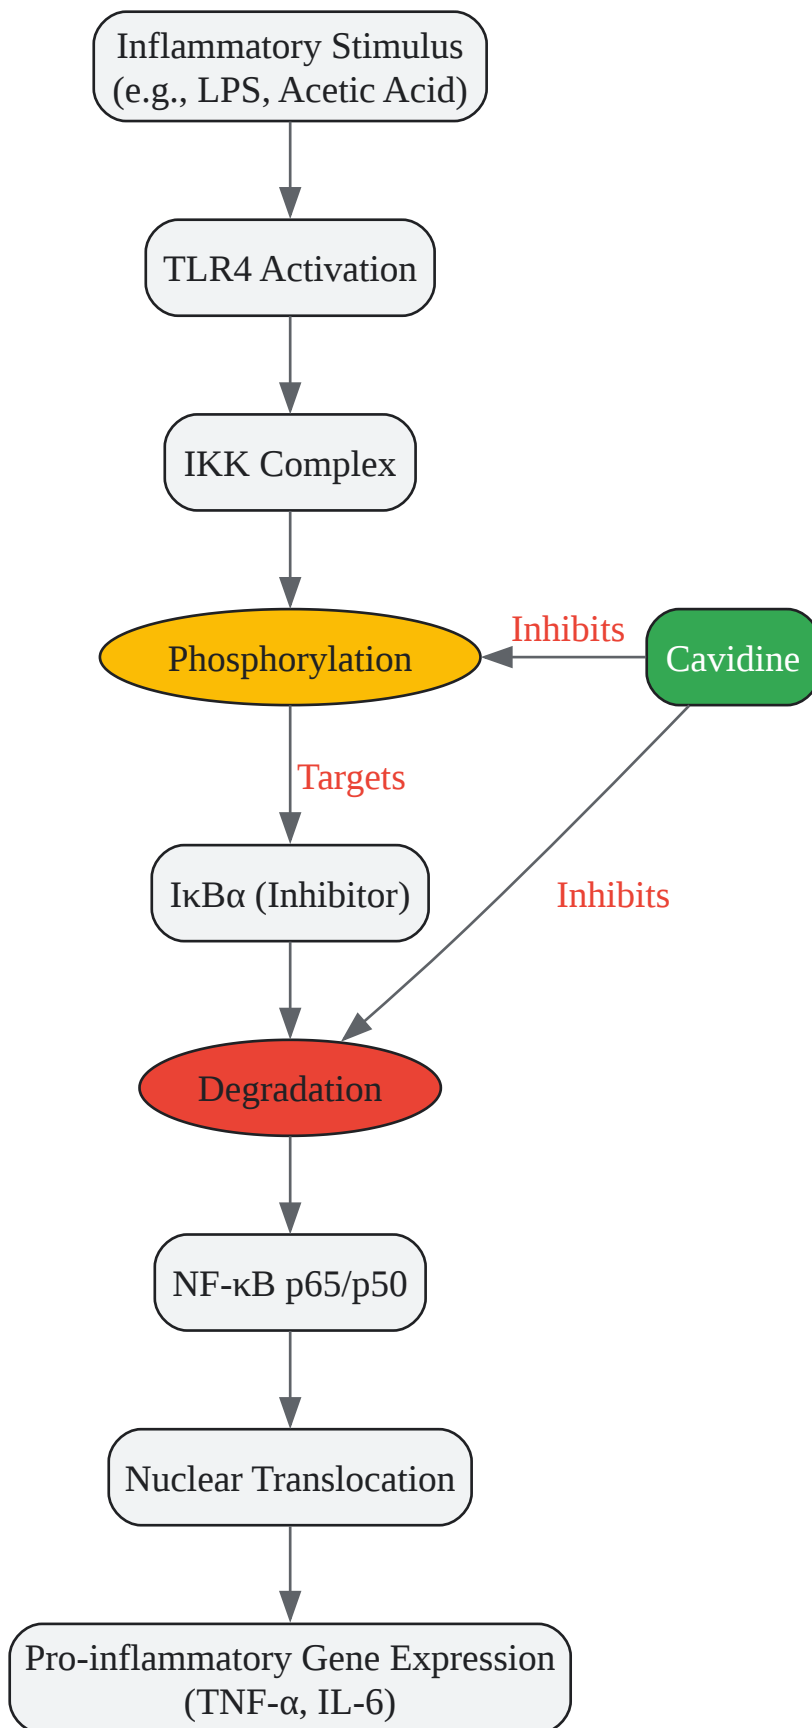 Inflammatory Stimulus
(e.g., LPS, Acetic Acid)
TLR4 Activation
IKK Complex
Phosphorylation
Inhibits
Cavidine
Targets
IκBα (Inhibitor)
Inhibits
Degradation
NF-κB p65/p50
Nuclear Translocation
Pro-inflammatory Gene Expression
(TNF-α, IL-6)